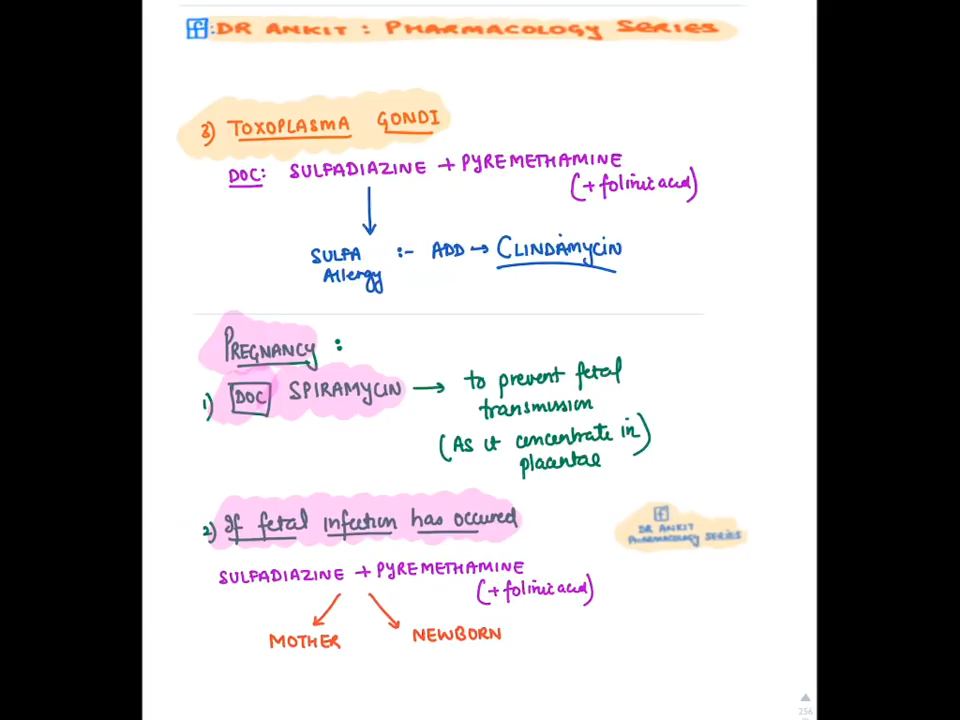 f: DR ANKIT : PHARMACOLOGY SERIES
3) TOXOPLASMA GONDI
DOC: SULFADIAZINE + PYREMETHAMINE
(+ folinic acid)
SULFA :- ADD → CLINDAMYCIN
Allergy
PREGNANCY :
1) DOC SPIRAMYCIN → to prevent fetal
transmission
(As it concentrate in
placentae)
2) If fetal infection has occured
f
DR ANKIT
PHARMACOLOGY SERIES
SULFADIAZINE + PYREMETHAMINE
(+ folinic acid)
MOTHER NEWBORN
256